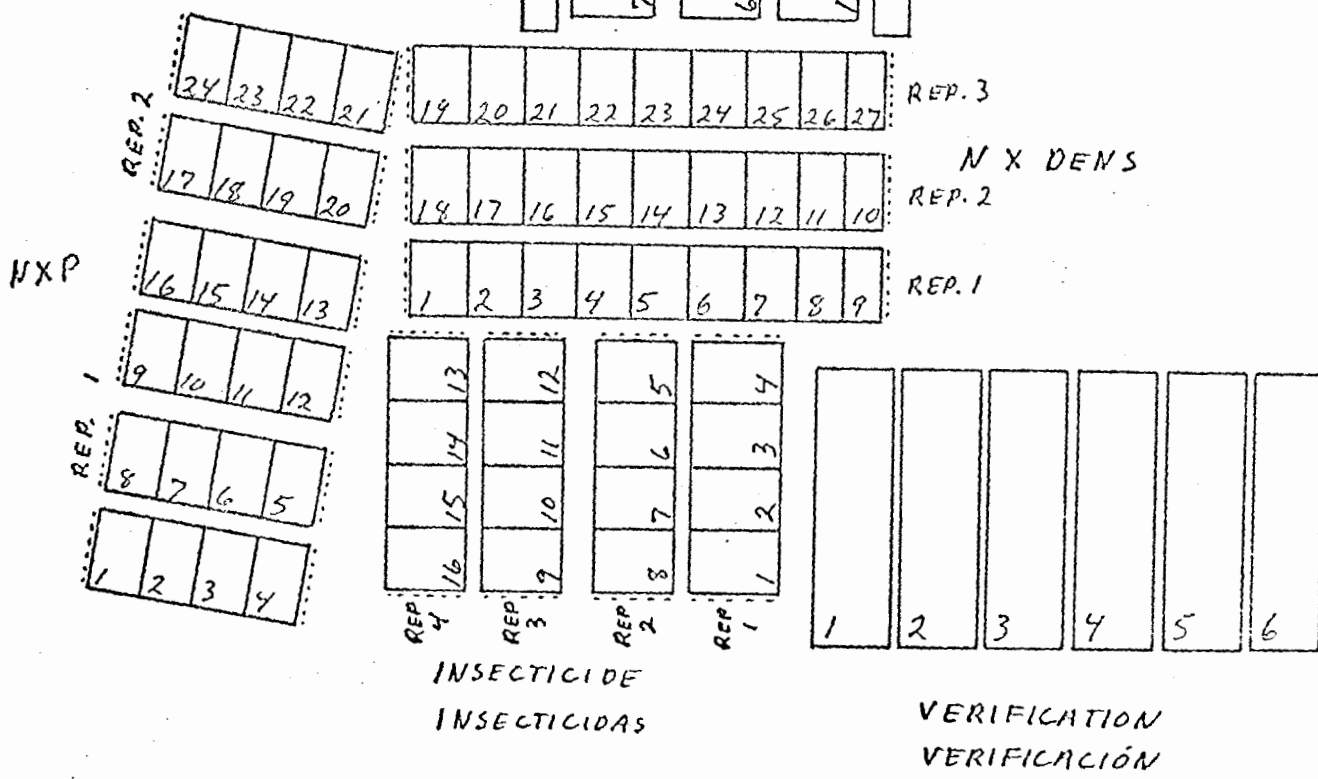 7 6 1
24 23 22 21
REP. 2
17 18 19 20
16 15 14 13
NXP
9 10 11 12
REP. 1
8 7 6 5
1 2 3 4
19 20 21 22 23 24 25 26 27
REP. 3
N X DENS
18 17 16 15 14 13 12 11 10
REP. 2
1 2 3 4 5 6 7 8 9
REP. 1
13 12 5 4
14 11 6 3
15 10 7 2
16 9 8 1
REP 4 REP 3 REP 2 REP 1
INSECTICIDE
INSECTICIDAS
1 2 3 4 5 6
VERIFICATION
VERIFICACIÓN